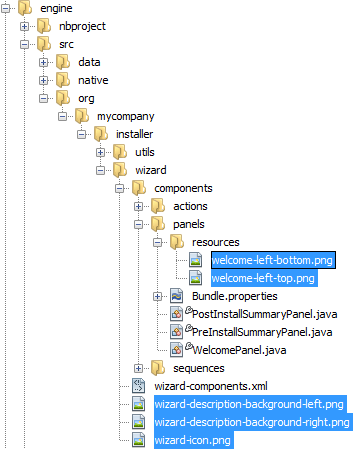 engine
nbproject
src
data
native
org
mycompany
installer
utils
wizard
components
actions
panels
resources
welcome-left-bottom.png
welcome-left-top.png
Bundle.properties
PostInstallSummaryPanel.java
PreInstallSummaryPanel.java
WelcomePanel.java
sequences
wizard-components.xml
wizard-description-background-left.png
wizard-description-background-right.png
wizard-icon.png